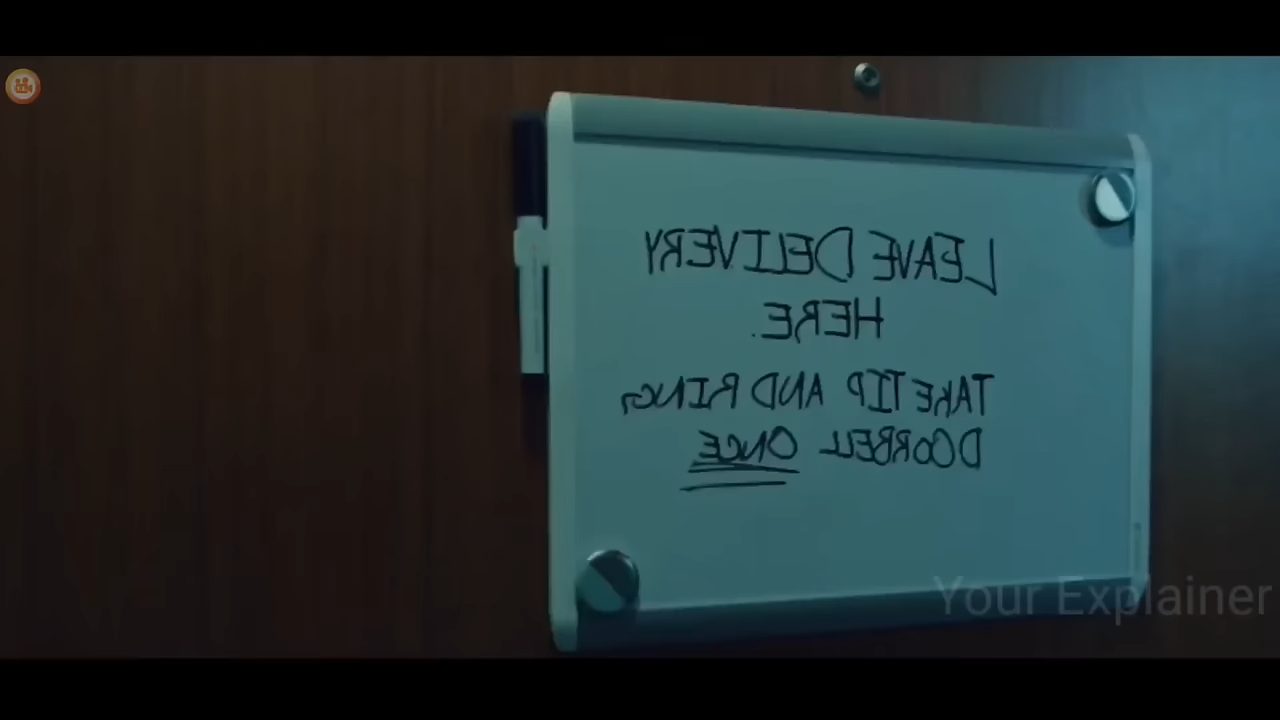 LEAVE DELIVERY
HERE.
TAKE TIP AND RING
DOORBELL ONCE
Your Explainer